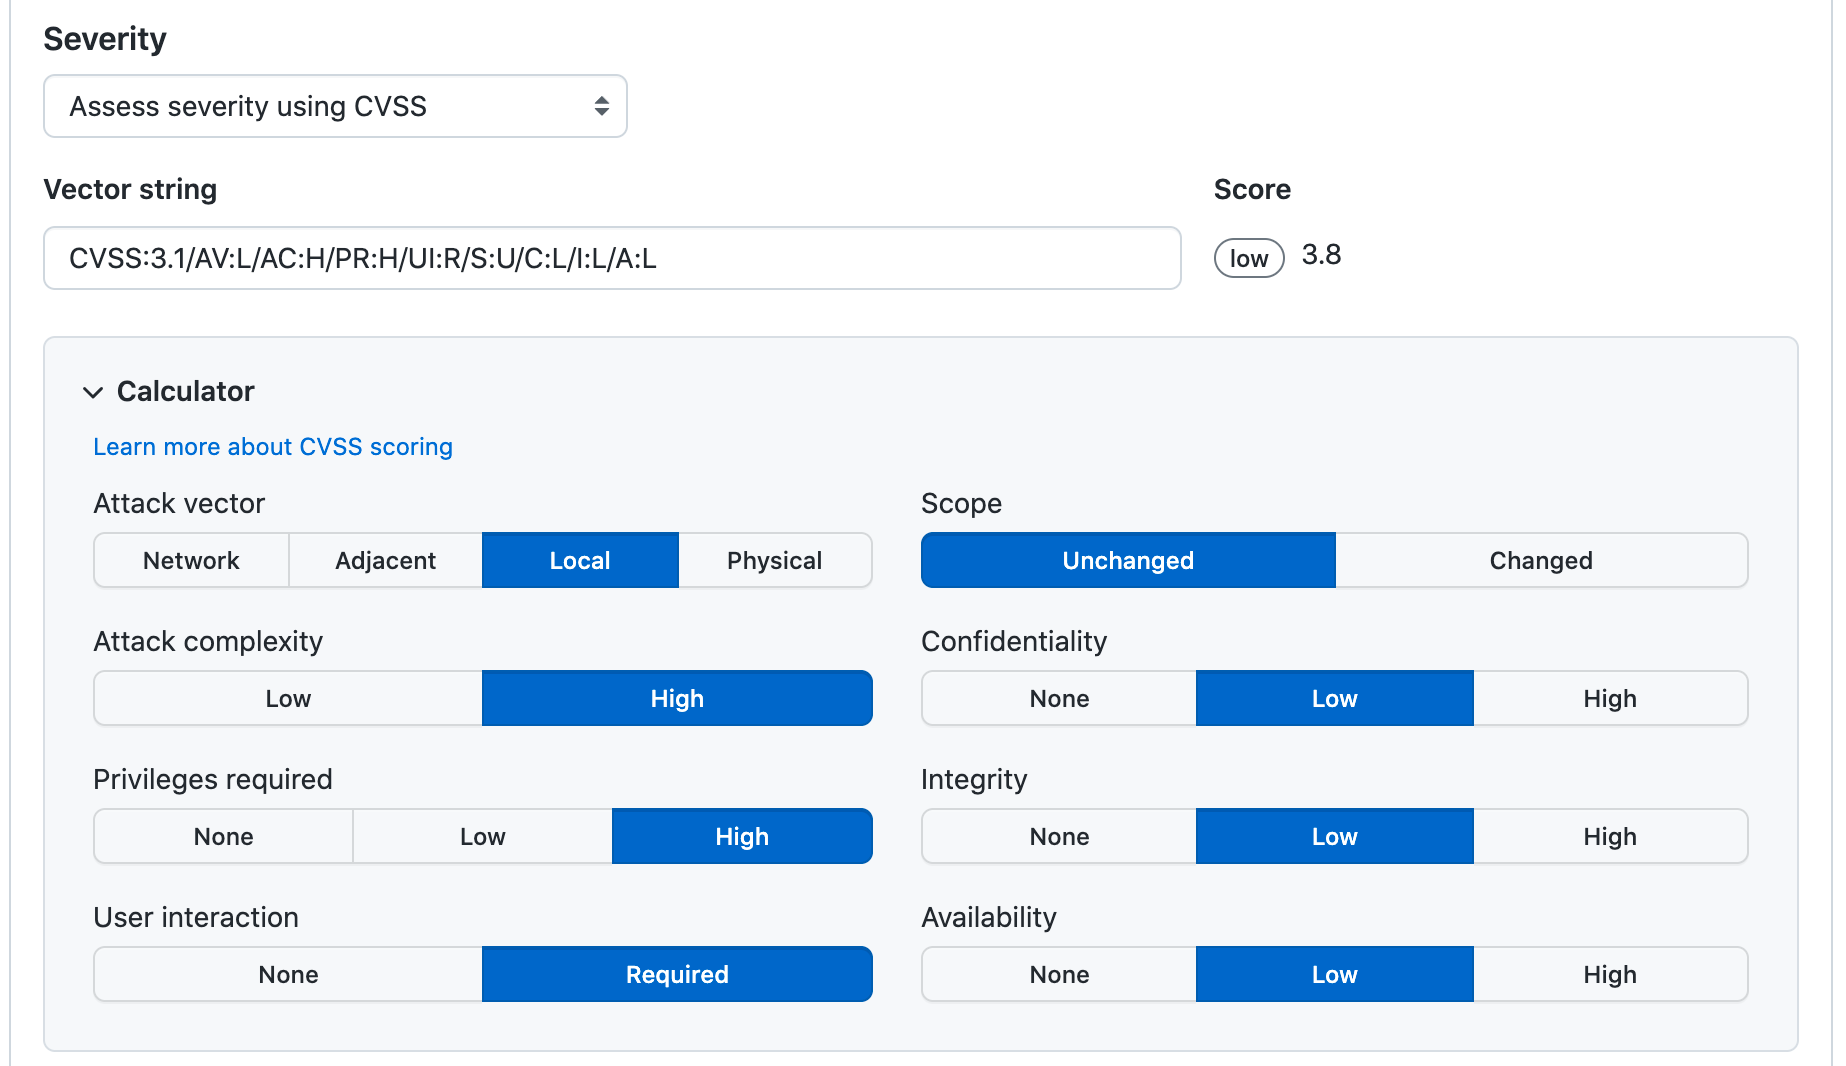 Severity
Assess severity using CVSS
Vector string
Score
CVSS:3.1/AV:L/AC:H/PR:H/UI:R/S:U/C:L/I:L/A:L
low 3.8
Calculator
Learn more about CVSS scoring
Attack vector
Network Adjacent Local Physical
Scope
Unchanged Changed
Attack complexity
Low High
Confidentiality
None Low High
Privileges required
None Low High
Integrity
None Low High
User interaction
None Required
Availability
None Low High